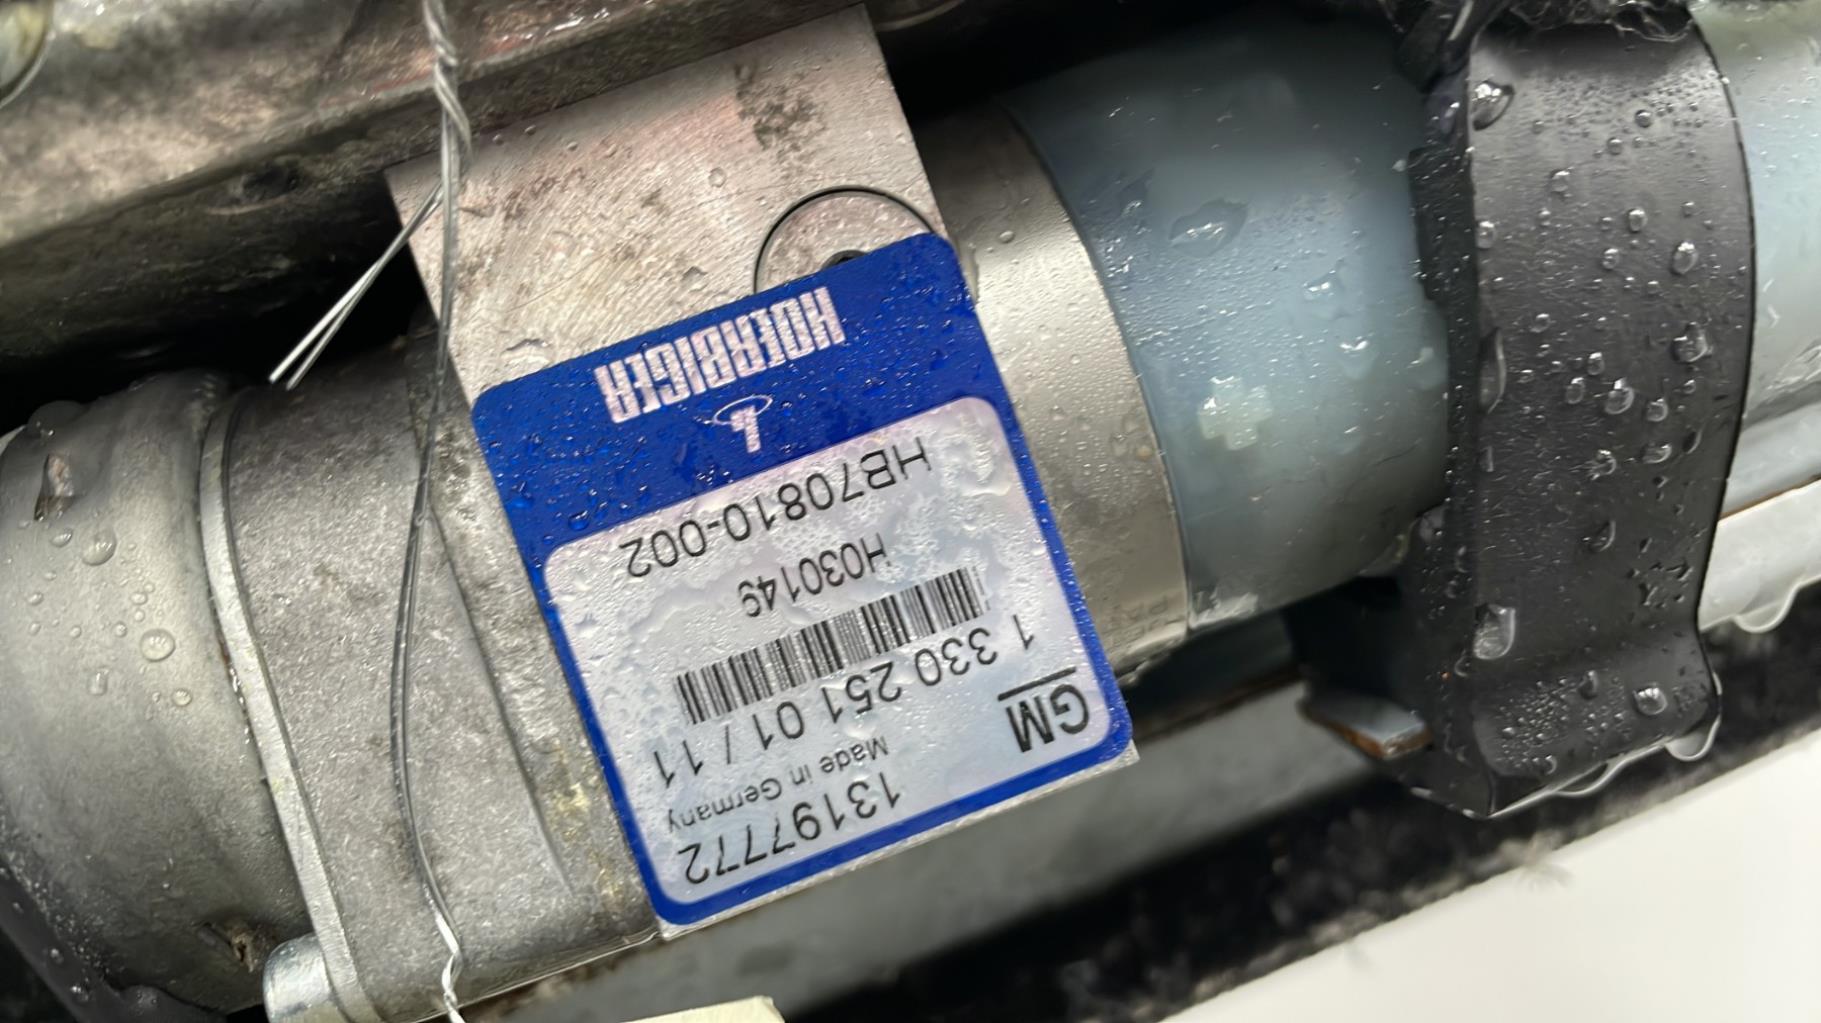 HOERBIGER
HB70810-002
H030149
GM
1 330 251 01 / 11
Made in Germany
13197772